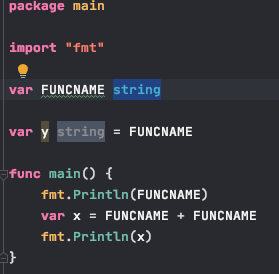 package main
import "fmt"
var FUNCNAME string
var y string = FUNCNAME
func main() {
fmt.Println(FUNCNAME)
var x = FUNCNAME + FUNCNAME
fmt.Println(x)
}